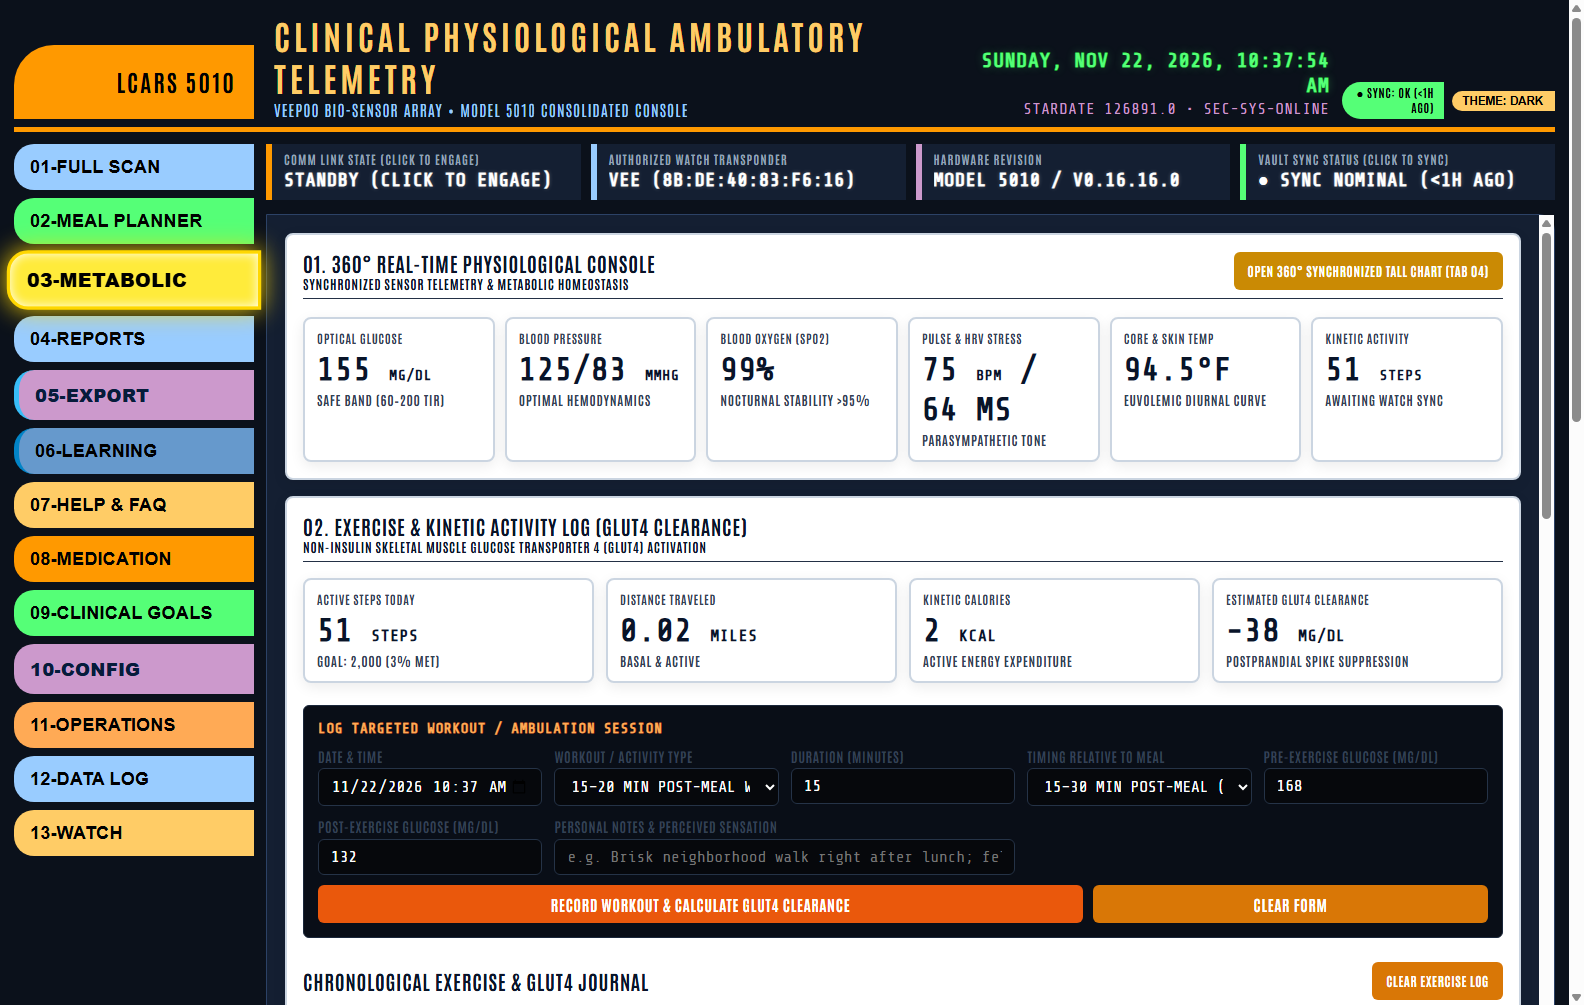 LCARS 5010
CLINICAL PHYSIOLOGICAL AMBULATORY
TELEMETRY
VEEPOO BIO-SENSOR ARRAY • MODEL 5010 CONSOLIDATED CONSOLE
SUNDAY, NOV 22, 2026, 10:37:54
AM
STARDATE 126891.0 · SEC-SYS-ONLINE
● SYNC: OK (<1H
AGO)
THEME: DARK
01-FULL SCAN
02-MEAL PLANNER
03-METABOLIC
04-REPORTS
05-EXPORT
06-LEARNING
07-HELP & FAQ
08-MEDICATION
09-CLINICAL GOALS
10-CONFIG
11-OPERATIONS
12-DATA LOG
13-WATCH
COMM LINK STATE (CLICK TO ENGAGE)
STANDBY (CLICK TO ENGAGE)
AUTHORIZED WATCH TRANSPONDER
VEE (8B:DE:40:83:F6:16)
HARDWARE REVISION
MODEL 5010 / V0.16.16.0
VAULT SYNC STATUS (CLICK TO SYNC)
● SYNC NOMINAL (<1H AGO)
01. 360° REAL-TIME PHYSIOLOGICAL CONSOLE
SYNCHRONIZED SENSOR TELEMETRY & METABOLIC HOMEOSTASIS
OPEN 360° SYNCHRONIZED TALL CHART (TAB 04)
OPTICAL GLUCOSE
155 MG/DL
SAFE BAND (60-200 TIR)
BLOOD PRESSURE
125/83 MMHG
OPTIMAL HEMODYNAMICS
BLOOD OXYGEN (SPO2)
99%
NOCTURNAL STABILITY >95%
PULSE & HRV STRESS
75 BPM /
64 MS
PARASYMPATHETIC TONE
CORE & SKIN TEMP
94.5°F
EUVOLEMIC DIURNAL CURVE
KINETIC ACTIVITY
51 STEPS
AWAITING WATCH SYNC
02. EXERCISE & KINETIC ACTIVITY LOG (GLUT4 CLEARANCE)
NON-INSULIN SKELETAL MUSCLE GLUCOSE TRANSPORTER 4 (GLUT4) ACTIVATION
ACTIVE STEPS TODAY
51 STEPS
GOAL: 2,000 (3% MET)
DISTANCE TRAVELED
0.02 MILES
BASAL & ACTIVE
KINETIC CALORIES
2 KCAL
ACTIVE ENERGY EXPENDITURE
ESTIMATED GLUT4 CLEARANCE
-38 MG/DL
POSTPRANDIAL SPIKE SUPPRESSION
LOG TARGETED WORKOUT / AMBULATION SESSION
DATE & TIME
11/22/2026 10:37 AM
WORKOUT / ACTIVITY TYPE
15-20 MIN POST-MEAL W
DURATION (MINUTES)
15
TIMING RELATIVE TO MEAL
15-30 MIN POST-MEAL (
PRE-EXERCISE GLUCOSE (MG/DL)
168
POST-EXERCISE GLUCOSE (MG/DL)
132
PERSONAL NOTES & PERCEIVED SENSATION
e.g. Brisk neighborhood walk right after lunch; fe
RECORD WORKOUT & CALCULATE GLUT4 CLEARANCE
CLEAR FORM
CHRONOLOGICAL EXERCISE & GLUT4 JOURNAL
CLEAR EXERCISE LOG